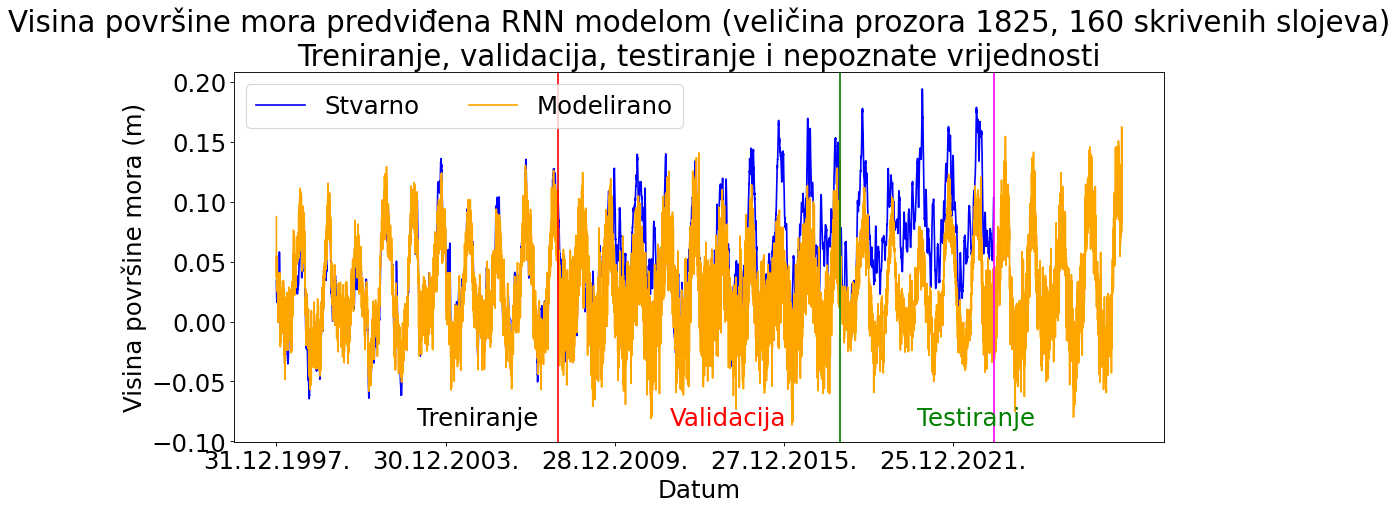 Visina površine mora predviđena RNN modelom (veličina prozora 1825, 160 skrivenih slojeva)
Treniranje, validacija, testiranje i nepoznate vrijednosti
Stvarno Modelirano
Visina površine mora (m)
0.20
0.15
0.10
0.05
0.00
−0.05
−0.10
Treniranje Validacija Testiranje
31.12.1997. 30.12.2003. 28.12.2009. 27.12.2015. 25.12.2021.
Datum